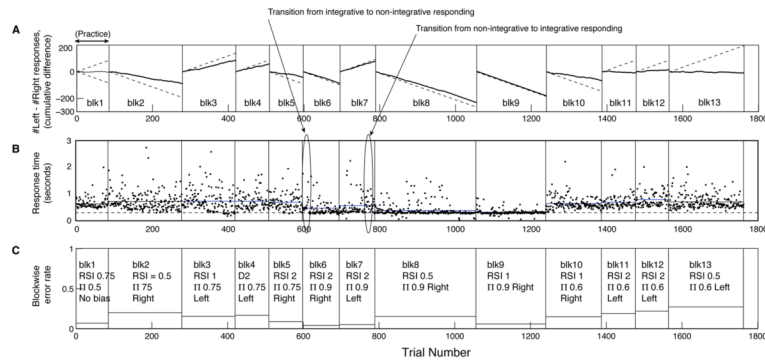 Transition from integrative to non-integrative responding
Transition from non-integrative to integrative responding
A
(Practice)
#Left - #Right responses,
(cumulative difference)
200
0
−200
−300
blk1 blk2 blk3 blk4 blk5 blk6 blk7 blk8 blk9 blk10 blk11 blk12 blk13
0 200 400 600 800 1000 1200 1400 1600 1800
B
Response time
(seconds)
3
2
1
0
0 200 400 600 800 1000 1200 1400 1600 1800
C
Blockwise
error rate
1
0.5
0
blk1
RSI 0.75
Π 0.5
No bias
blk2
RSI = 0.5
Π 75
Right
blk3
RSI 1
Π 0.75
Left
blk4
D2
Π 0.75
Left
blk5
RSI 2
Π 0.75
Right
blk6
RSI 2
Π 0.9
Right
blk7
RSI 2
Π 0.9
Left
blk8
RSI 0.5
Π 0.9 Right
blk9
RSI 1
Π 0.9 Right
blk10
RSI 1
Π 0.6
Right
blk11
RSI 2
Π 0.6
Left
blk12
RSI 2
Π 0.6
Left
blk13
RSI 0.5
Π 0.6 Left
0 200 400 600 800 1000 1200 1400 1600 1800
Trial Number